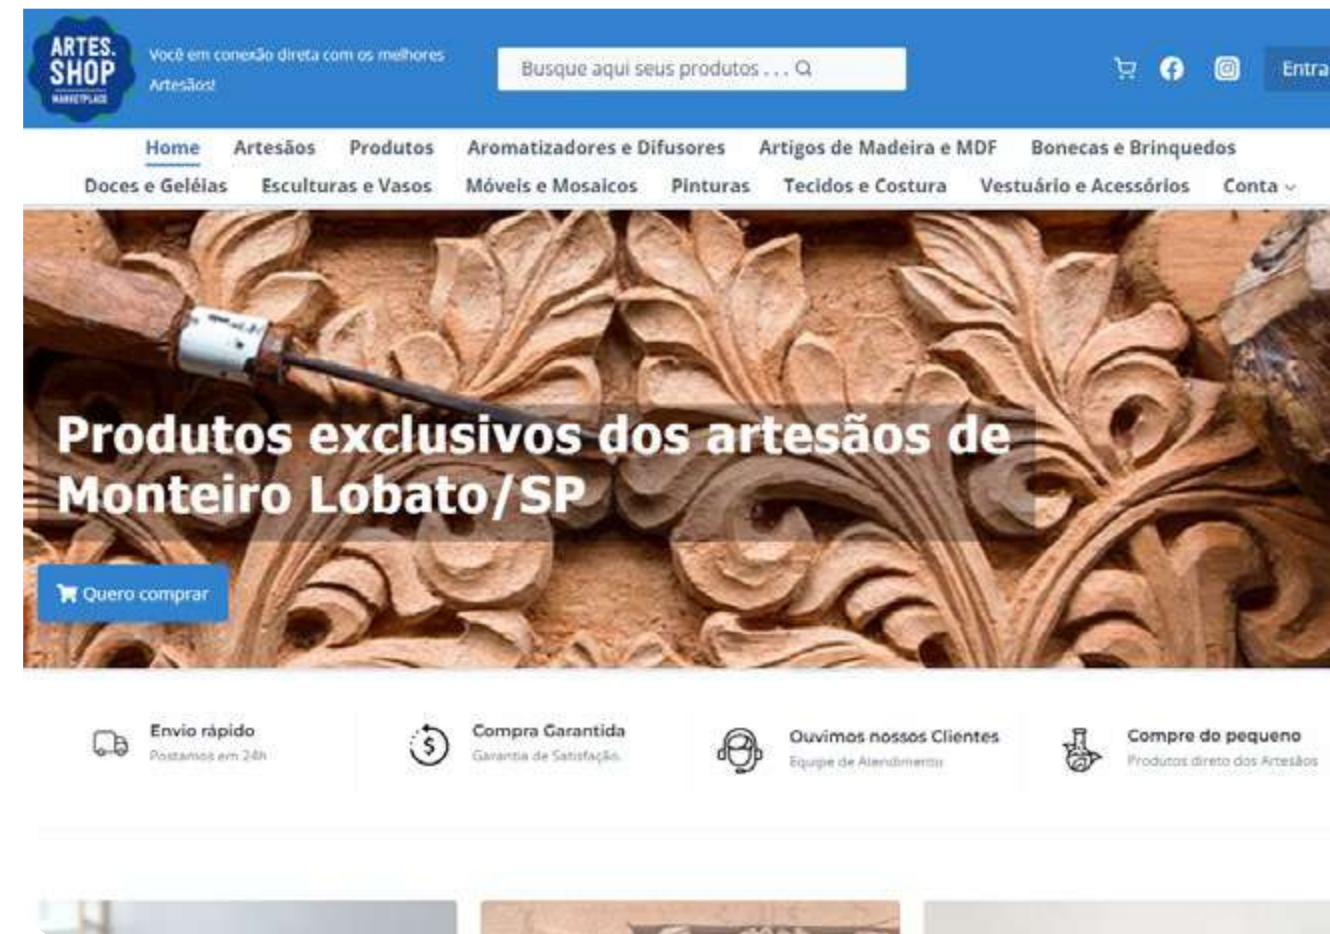 ARTES.
SHOP
MARKETPLACE
Você em conexão direta com os melhores
Artesãos!
Busque aqui seus produtos . . .
Entra
Home Artesãos Produtos Aromatizadores e Difusores Artigos de Madeira e MDF Bonecas e Brinquedos
Doces e Geléias Esculturas e Vasos Móveis e Mosaicos Pinturas Tecidos e Costura Vestuário e Acessórios Conta
Produtos exclusivos dos artesãos de
Monteiro Lobato/SP
Quero comprar
Envio rápido
Postamos em 24h
Compra Garantida
Garantia de Satisfação.
Ouvimos nossos Clientes
Equipe de Atendimento
Compre do pequeno
Produtos direto dos Artesãos